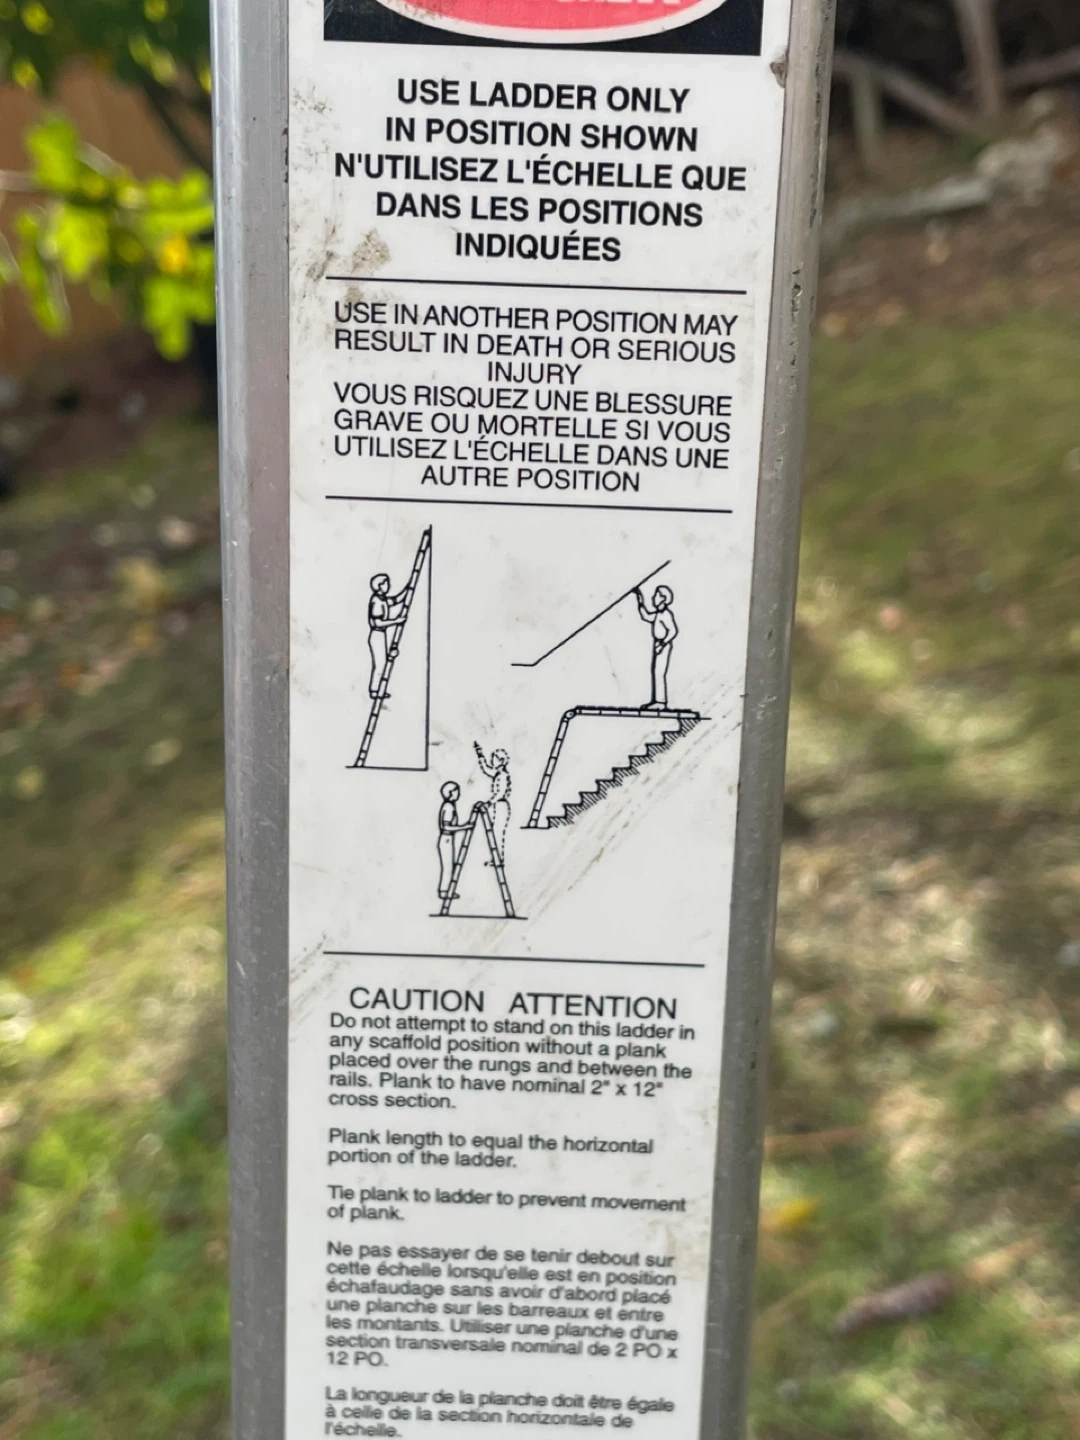 USE LADDER ONLY
IN POSITION SHOWN
N'UTILISEZ L'ÉCHELLE QUE
DANS LES POSITIONS
INDIQUÉES
USE IN ANOTHER POSITION MAY
RESULT IN DEATH OR SERIOUS
INJURY
VOUS RISQUEZ UNE BLESSURE
GRAVE OU MORTELLE SI VOUS
UTILISEZ L'ÉCHELLE DANS UNE
AUTRE POSITION
CAUTION ATTENTION
Do not attempt to stand on this ladder in
any scaffold position without a plank
placed over the rungs and between the
rails. Plank to have nominal 2" x 12"
cross section.
Plank length to equal the horizontal
portion of the ladder.
Tie plank to ladder to prevent movement
of plank.
Ne pas essayer de se tenir debout sur
cette échelle lorsqu'elle est en position
échafaudage sans avoir d'abord placé
une planche sur les barreaux et entre
les montants. Utiliser une planche d'une
section transversale nominal de 2 PO x
12 PO.
La longueur de la planche doit être égale
à celle de la section horizontale de
l'échelle.